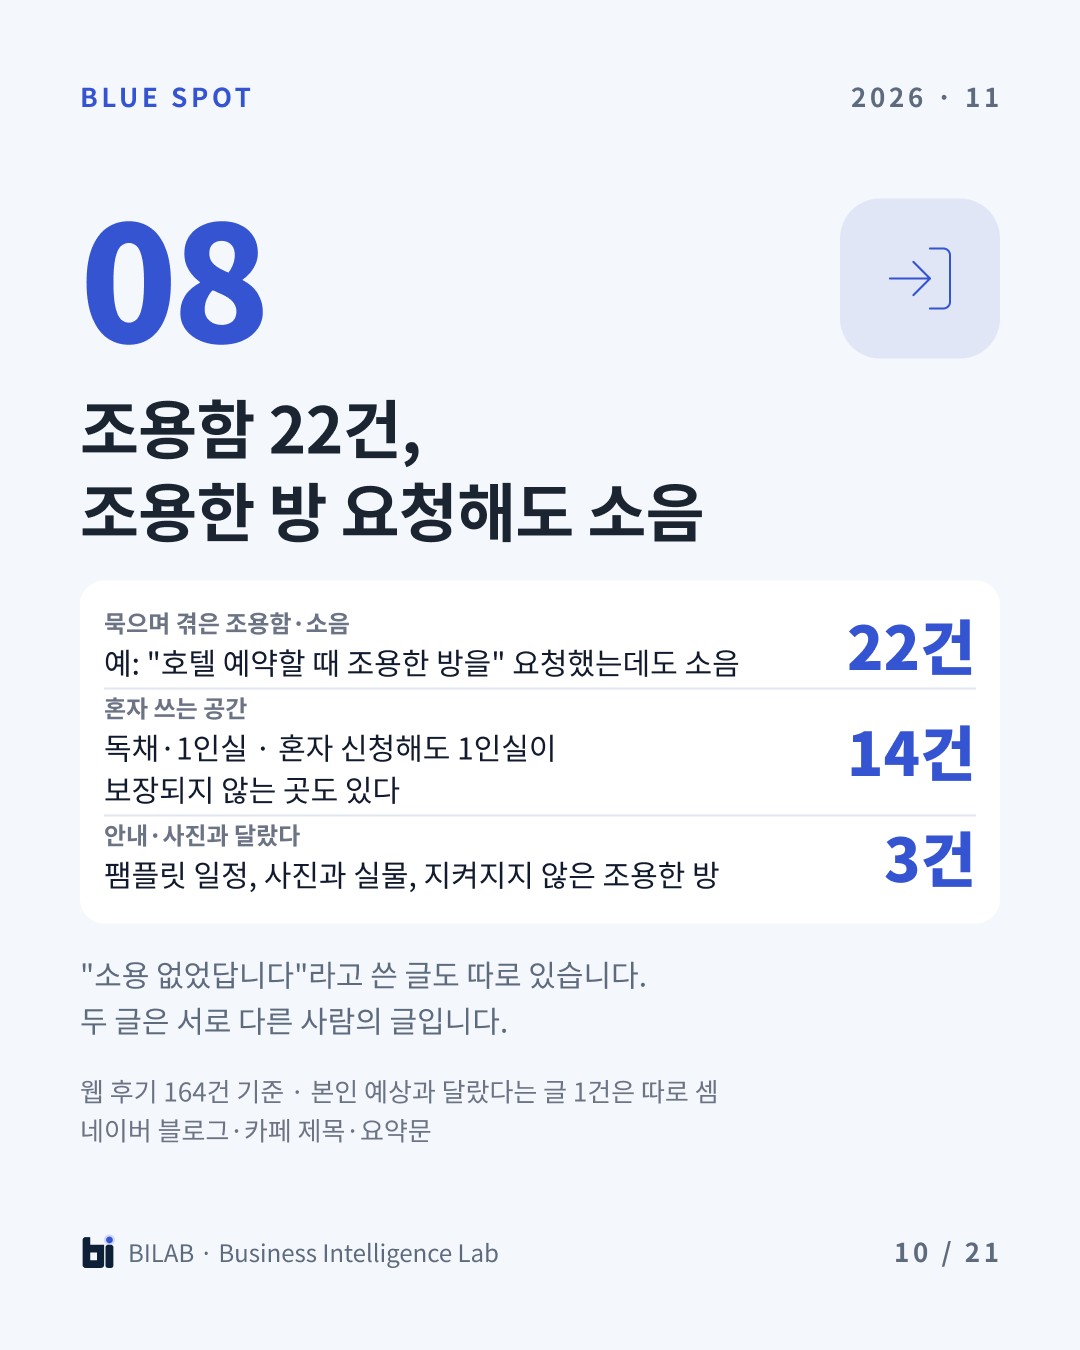 BLUE SPOT
2026 · 11
08
조용함 22건,
조용한 방 요청해도 소음
묵으며 겪은 조용함·소음
예: "호텔 예약할 때 조용한 방을" 요청했는데도 소음
22건
혼자 쓰는 공간
독채·1인실 · 혼자 신청해도 1인실이
보장되지 않는 곳도 있다
14건
안내·사진과 달랐다
팸플릿 일정, 사진과 실물, 지켜지지 않은 조용한 방
3건
"소용 없었답니다"라고 쓴 글도 따로 있습니다.
두 글은 서로 다른 사람의 글입니다.
웹 후기 164건 기준 · 본인 예상과 달랐다는 글 1건은 따로 셈
네이버 블로그·카페 제목·요약문
bi BILAB · Business Intelligence Lab
10 / 21